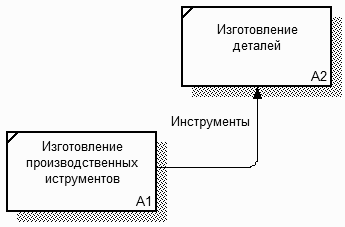 Изготовление
деталей
A2
Инструменты
Изготовление
производственных
иструментов
A1